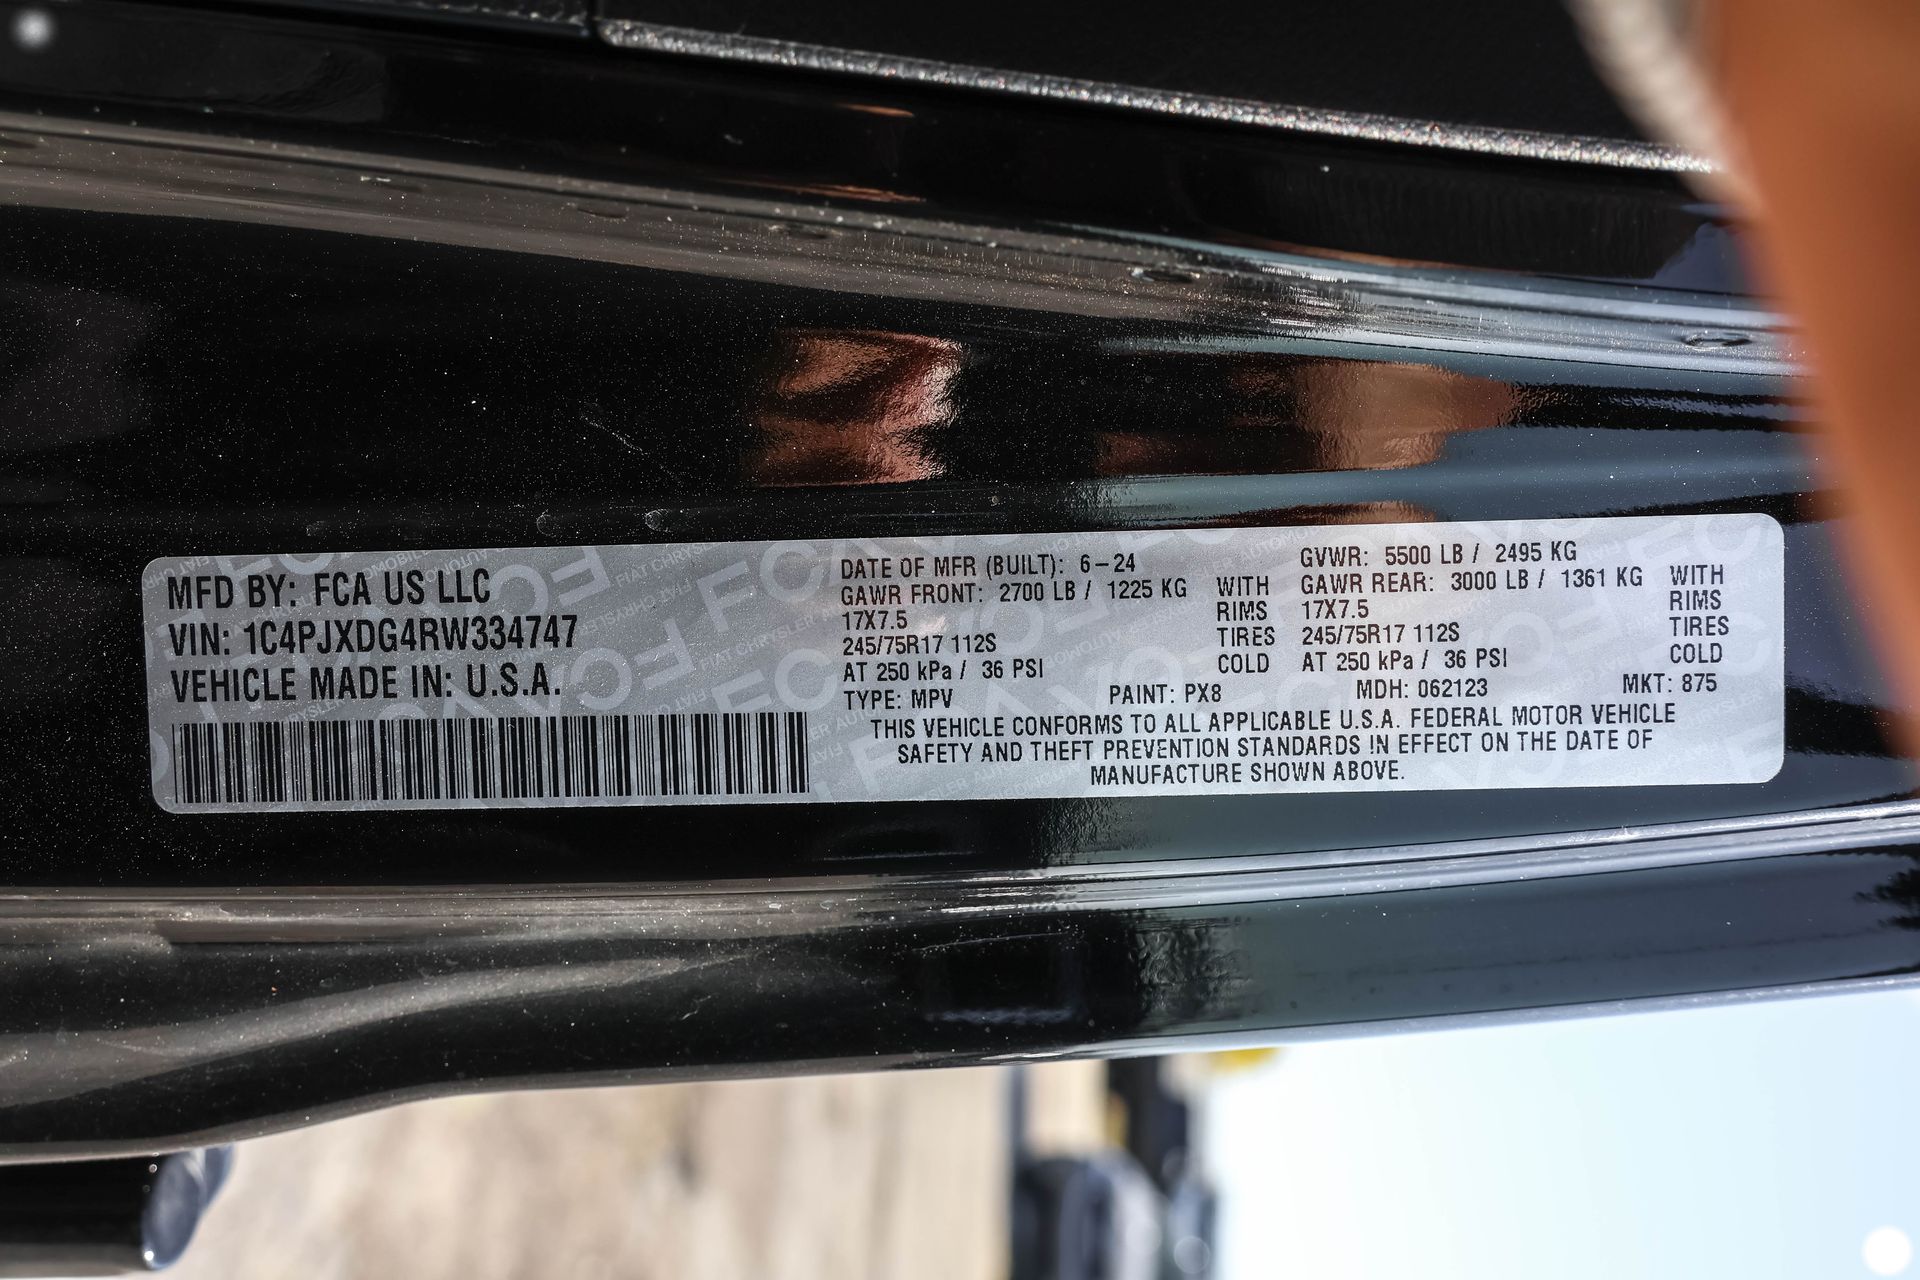 MFD BY: FCA US LLC
VIN: 1C4PJXDG4RW334747
VEHICLE MADE IN: U.S.A.
DATE OF MFR (BUILT): 6-24
GVWR: 5500 LB / 2495 KG
GAWR FRONT: 2700 LB / 1225 KG WITH
17X7.5 RIMS
245/75R17 112S TIRES
AT 250 kPa / 36 PSI COLD
GAWR REAR: 3000 LB / 1361 KG WITH
17X7.5 RIMS
245/75R17 112S TIRES
AT 250 kPa / 36 PSI COLD
TYPE: MPV PAINT: PX8 MDH: 062123 MKT: 875
THIS VEHICLE CONFORMS TO ALL APPLICABLE U.S.A. FEDERAL MOTOR VEHICLE
SAFETY AND THEFT PREVENTION STANDARDS IN EFFECT ON THE DATE OF
MANUFACTURE SHOWN ABOVE.